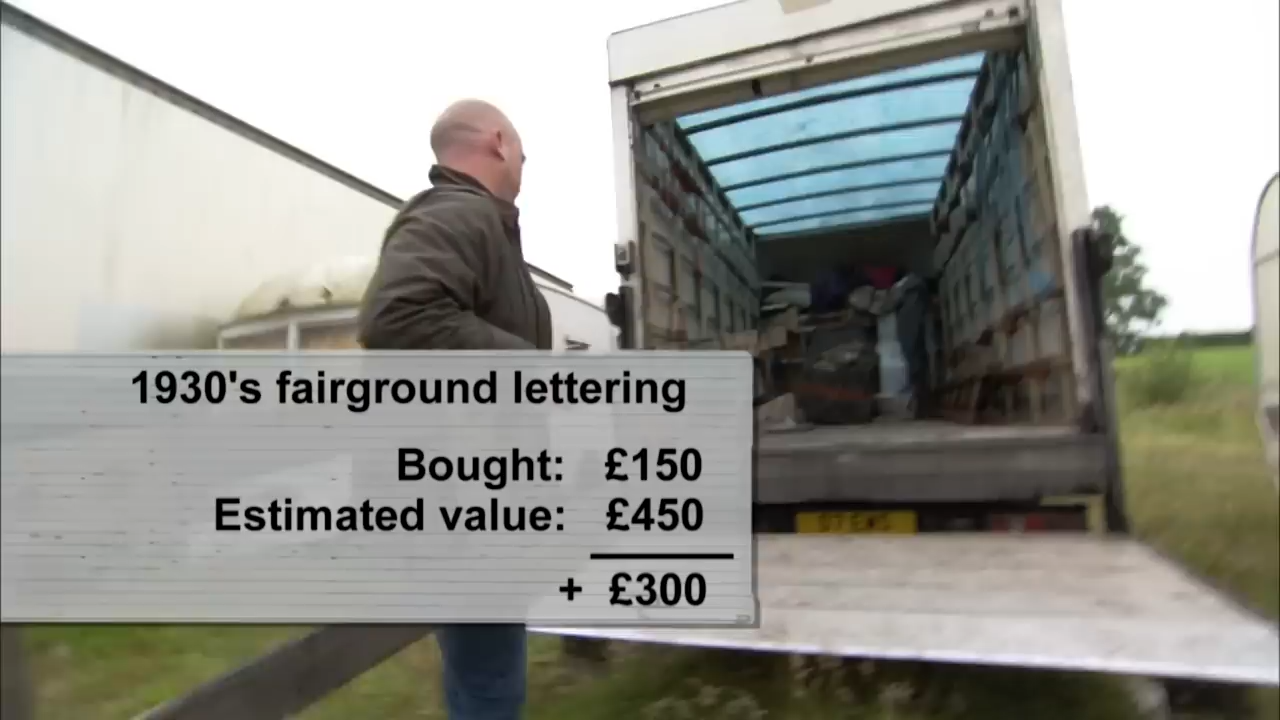 1930's fairground lettering
Bought: £150
Estimated value: £450
+ £300